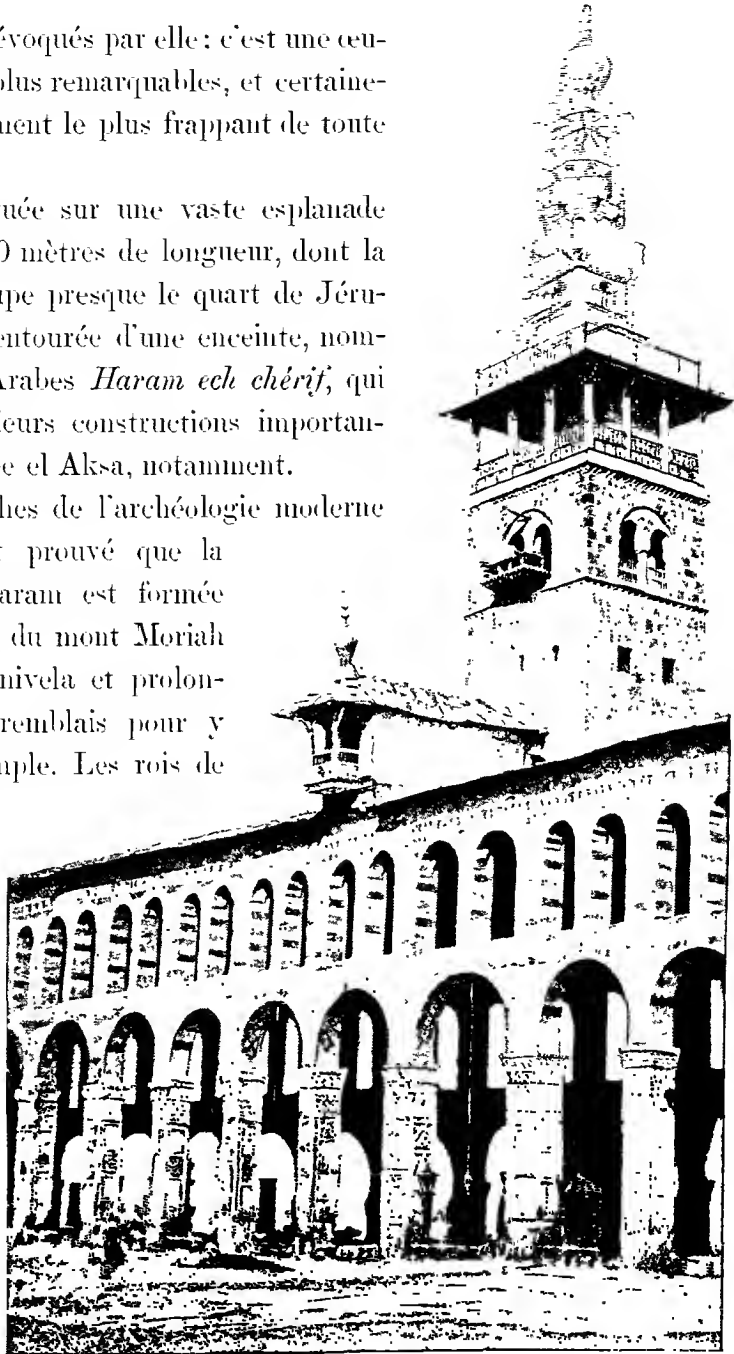 évoqués par elle: c'est une œu-
plus remarquables, et certaine-
ment le plus frappant de toute
uée sur une vaste esplanade
0 mètres de longueur, dont la
upe presque le quart de Jéru-
entourée d'une enceinte, nom-
Arabes Haram ech chérif, qui
ieurs constructions importan-
e el Aksa, notamment.
hes de l'archéologie moderne
t prouvé que la
aram est formée
du mont Moriah
nivela et prolon-
remblais pour y
mple. Les rois de